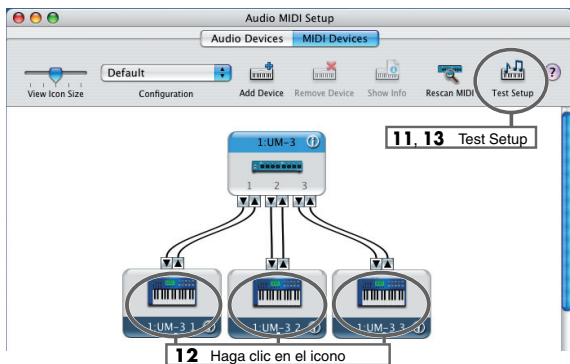 Audio MIDI Setup
Audio Devices MIDI Devices
Default
View Icon Size Configuration Add Device Remove Device Show Info Rescan MIDI Test Setup ?
11, 13 Test Setup
1:UM-3 i
1 2 3
1:UM-3 1 i 1:UM-3 2 i 1:UM-3 3 i
12 Haga clic en el icono